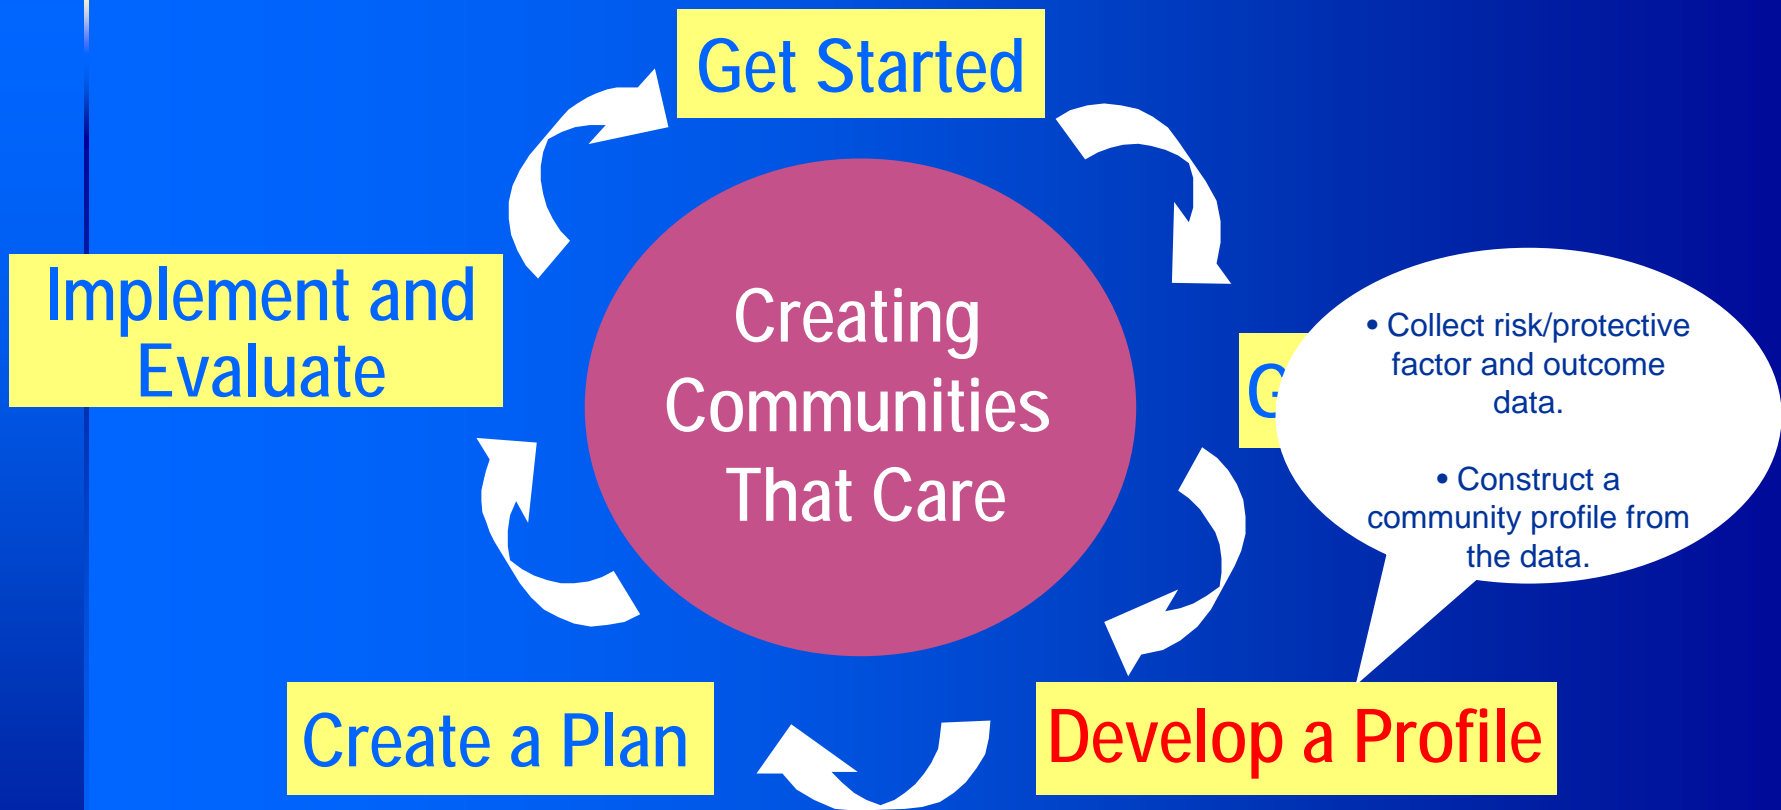 Get Started
Implement and
Evaluate
Creating
Communities
That Care
G
• Collect risk/protective
factor and outcome
data.
• Construct a
community profile from
the data.
Create a Plan
Develop a Profile